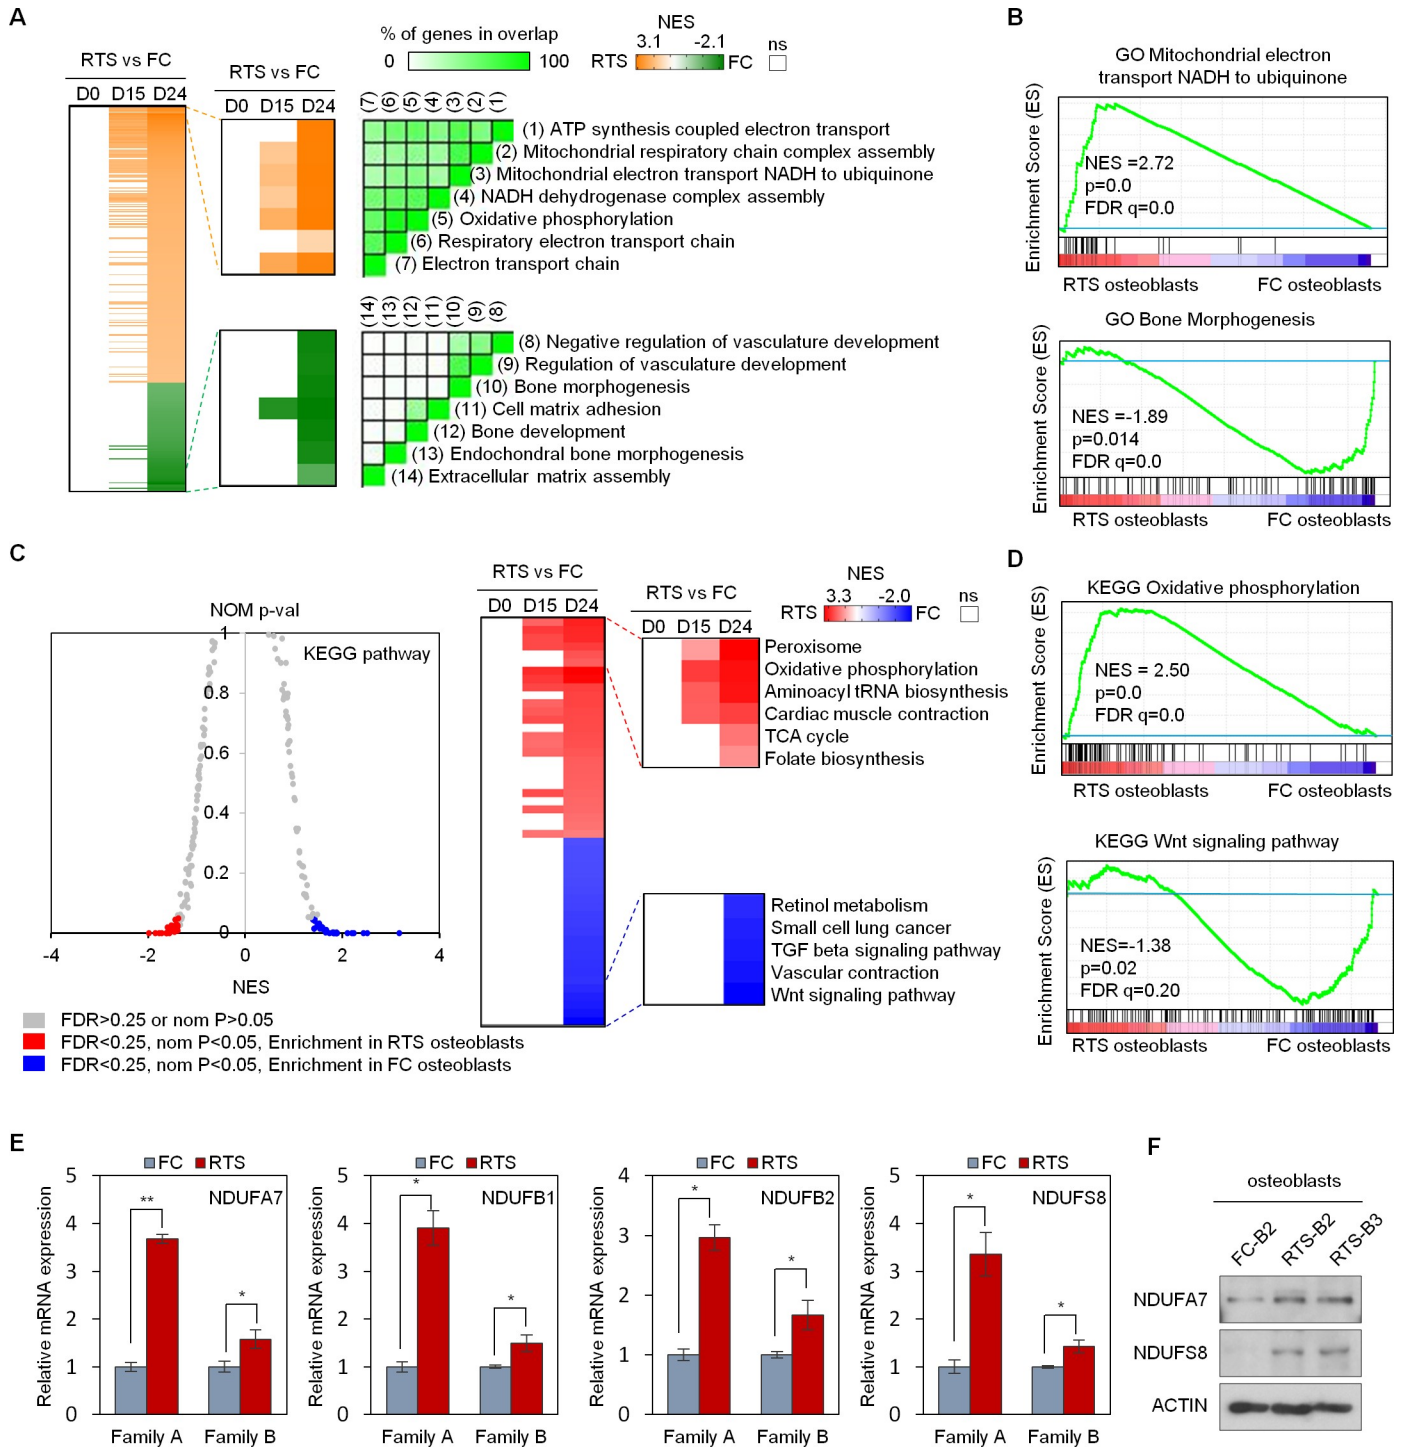 A
% of genes in overlap
0 100
NES
3.1 -2.1
RTS FC
ns
RTS vs FC
D0 D15 D24
RTS vs FC
D0 D15 D24
(7) (6) (5) (4) (3) (2) (1)
(1) ATP synthesis coupled electron transport
(2) Mitochondrial respiratory chain complex assembly
(3) Mitochondrial electron transport NADH to ubiquinone
(4) NADH dehydrogenase complex assembly
(5) Oxidative phosphorylation
(6) Respiratory electron transport chain
(7) Electron transport chain
(14) (13) (12) (11) (10) (9) (8)
(8) Negative regulation of vasculature development
(9) Regulation of vasculature development
(10) Bone morphogenesis
(11) Cell matrix adhesion
(12) Bone development
(13) Endochondral bone morphogenesis
(14) Extracellular matrix assembly
B
GO Mitochondrial electron
transport NADH to ubiquinone
Enrichment Score (ES)
NES =2.72
p=0.0
FDR q=0.0
RTS osteoblasts FC osteoblasts
GO Bone Morphogenesis
Enrichment Score (ES)
NES =-1.89
p=0.014
FDR q=0.0
RTS osteoblasts FC osteoblasts
C
NOM p-val
KEGG pathway
1
0.8
0.6
0.4
0.2
0
-4 -2 0 2 4
NES
FDR>0.25 or nom P>0.05
FDR<0.25, nom P<0.05, Enrichment in RTS osteoblasts
FDR<0.25, nom P<0.05, Enrichment in FC osteoblasts
RTS vs FC
D0 D15 D24
RTS vs FC
D0 D15 D24
NES
3.3 -2.0
RTS FC
ns
Peroxisome
Oxidative phosphorylation
Aminoacyl tRNA biosynthesis
Cardiac muscle contraction
TCA cycle
Folate biosynthesis
Retinol metabolism
Small cell lung cancer
TGF beta signaling pathway
Vascular contraction
Wnt signaling pathway
D
KEGG Oxidative phosphorylation
Enrichment Score (ES)
NES = 2.50
p=0.0
FDR q=0.0
RTS osteoblasts FC osteoblasts
KEGG Wnt signaling pathway
Enrichment Score (ES)
NES=-1.38
p=0.02
FDR q=0.20
RTS osteoblasts FC osteoblasts
E
FC RTS
NDUFA7
Relative mRNA expression
5
4
3
2
1
0
**
*
Family A Family B
FC RTS
NDUFB1
Relative mRNA expression
5
4
3
2
1
0
*
*
Family A Family B
FC RTS
NDUFB2
Relative mRNA expression
4
3
2
1
0
*
*
Family A Family B
FC RTS
NDUFS8
Relative mRNA expression
5
4
3
2
1
0
*
*
Family A Family B
F
osteoblasts
FC-B2 RTS-B2 RTS-B3
NDUFA7
NDUFS8
ACTIN